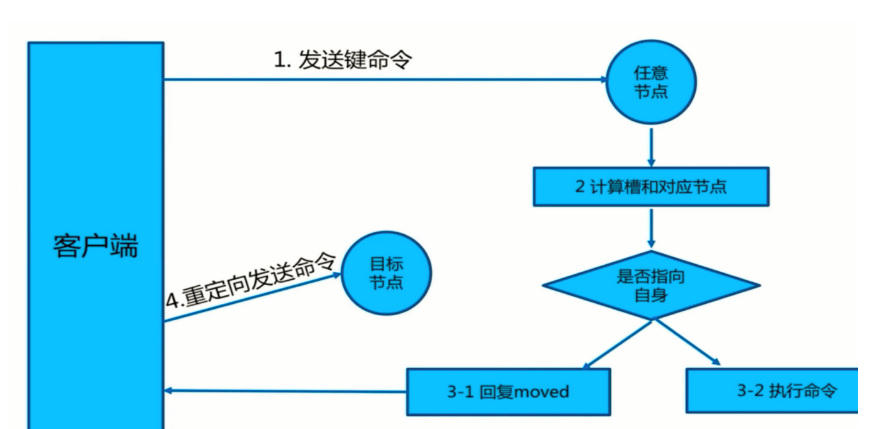 1. 发送键命令
任意
节点
2 计算槽和对应节点
客户端
4.重定向发送命令
目标
节点
是否指向
自身
3-1 回复moved
3-2 执行命令